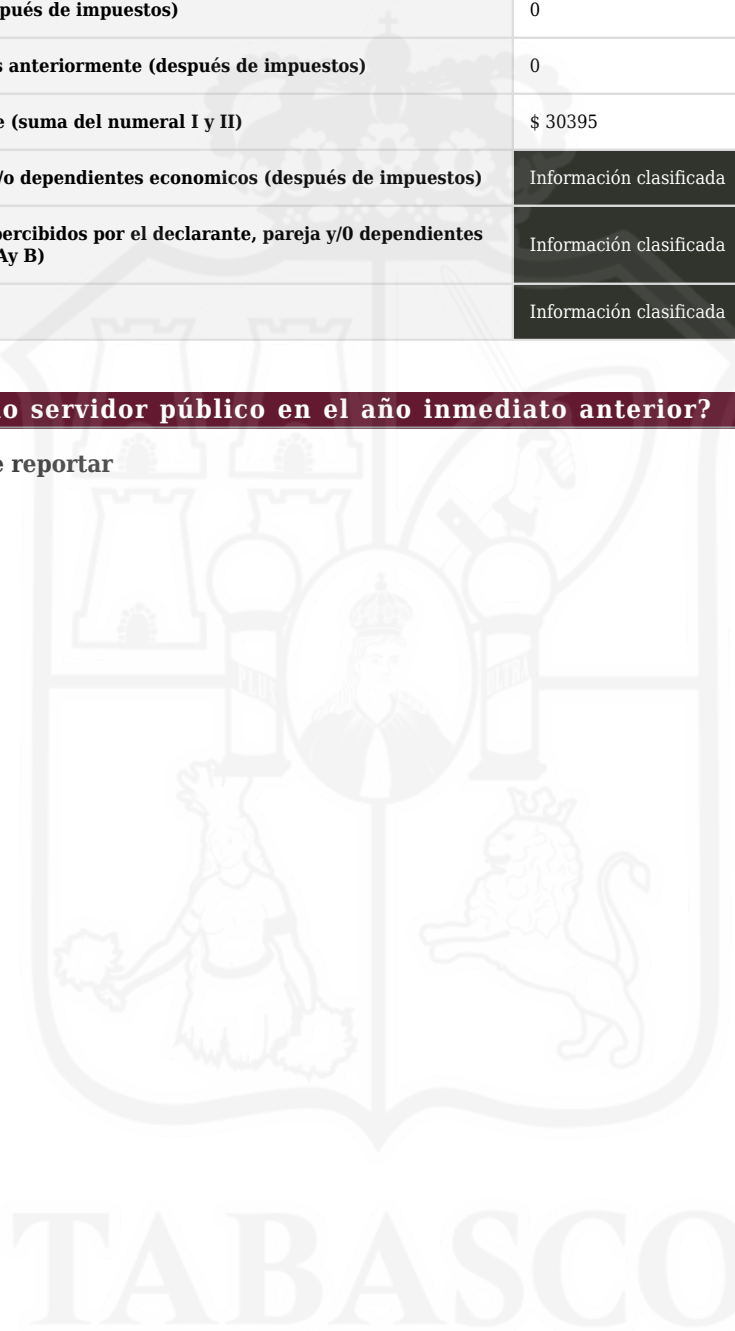 pués de impuestos) 0
s anteriormente (después de impuestos) 0
e (suma del numeral I y II) $ 30395
/o dependientes economicos (después de impuestos) Información clasificada
percibidos por el declarante, pareja y/0 dependientes
Ay B) Información clasificada
Información clasificada
o servidor público en el año inmediato anterior?
e reportar
PLUS ULTRA
TABASCO